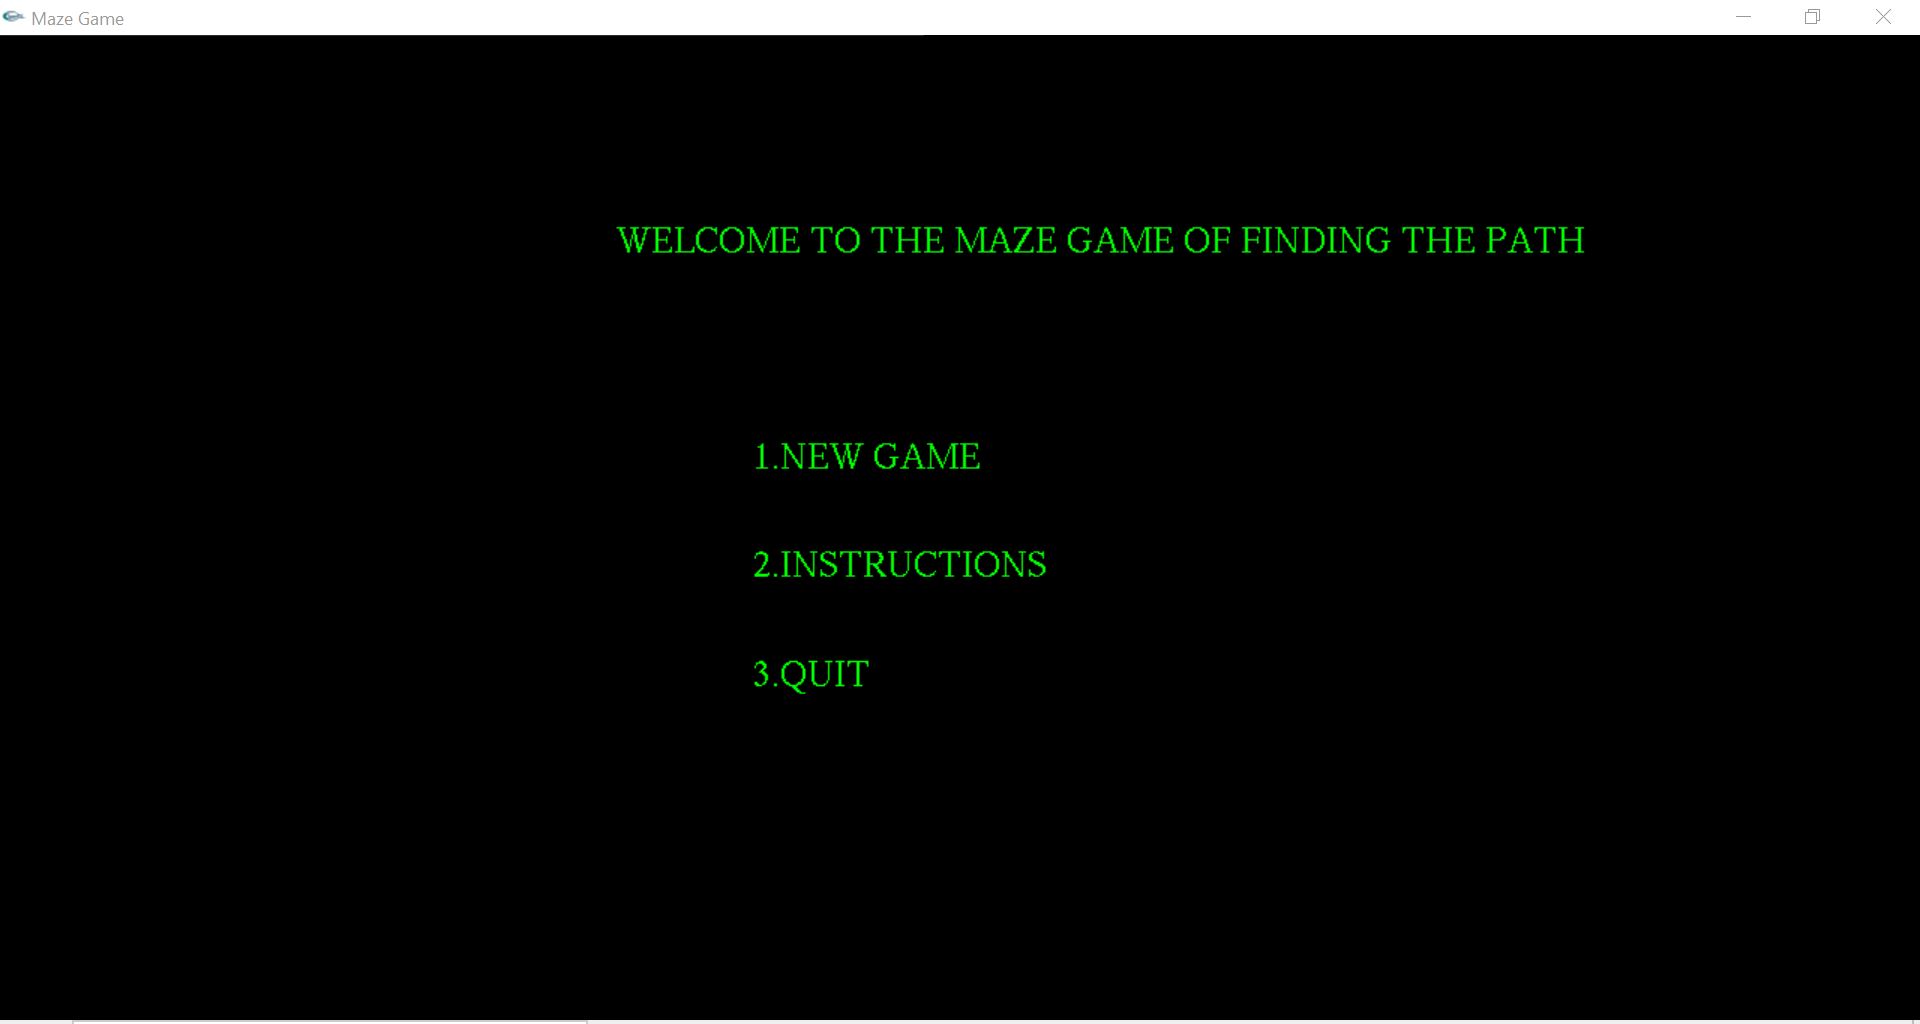 Maze Game
WELCOME TO THE MAZE GAME OF FINDING THE PATH
1.NEW GAME
2.INSTRUCTIONS
3.QUIT